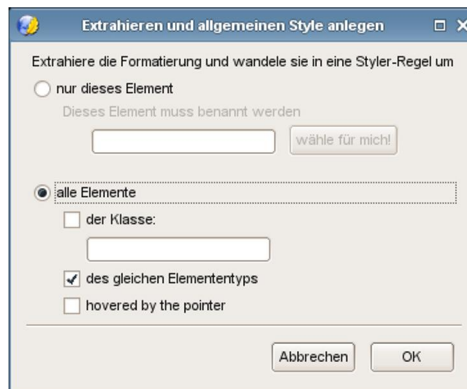 Extrahieren und allgemeinen Style anlegen
Extrahiere die Formatierung und wandele sie in eine Styler-Regel um
nur dieses Element
Dieses Element muss benannt werden
wähle für mich!
alle Elemente
der Klasse:
des gleichen Elemententyps
hovered by the pointer
Abbrechen OK